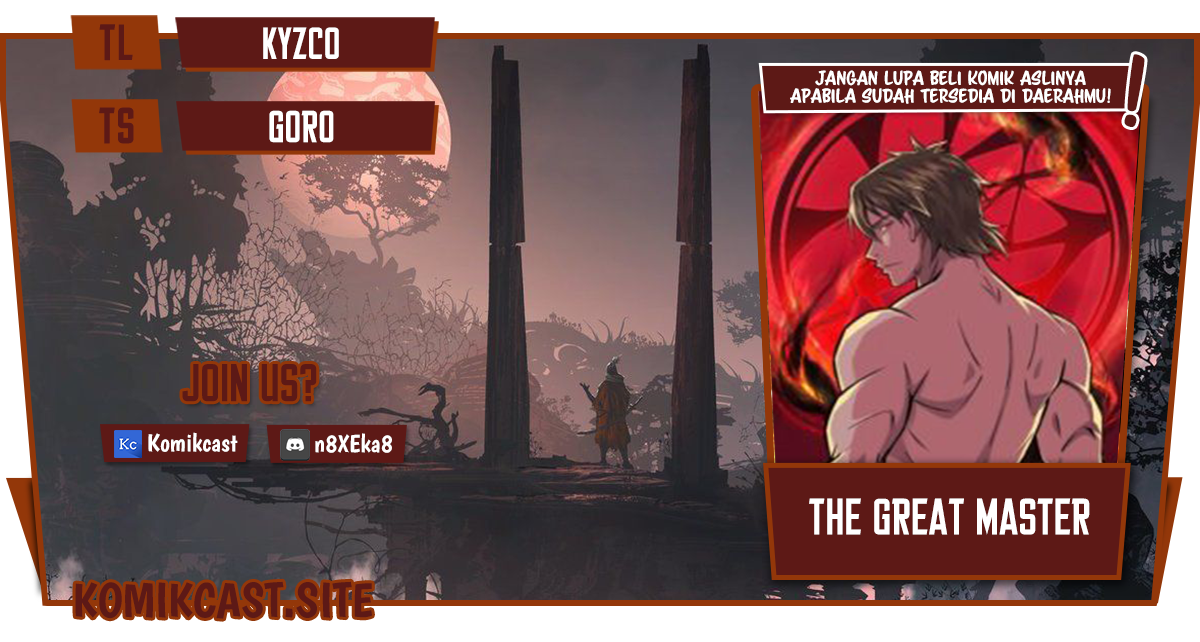 TL KYZCO
TS GORO
JANGAN LUPA BELI KOMIK ASLINYA
APABILA SUDAH TERSEDIA DI DAERAHMU!
JOIN US?
Kc Komikcast n8XEka8
THE GREAT MASTER
KOMIKCAST.SITE